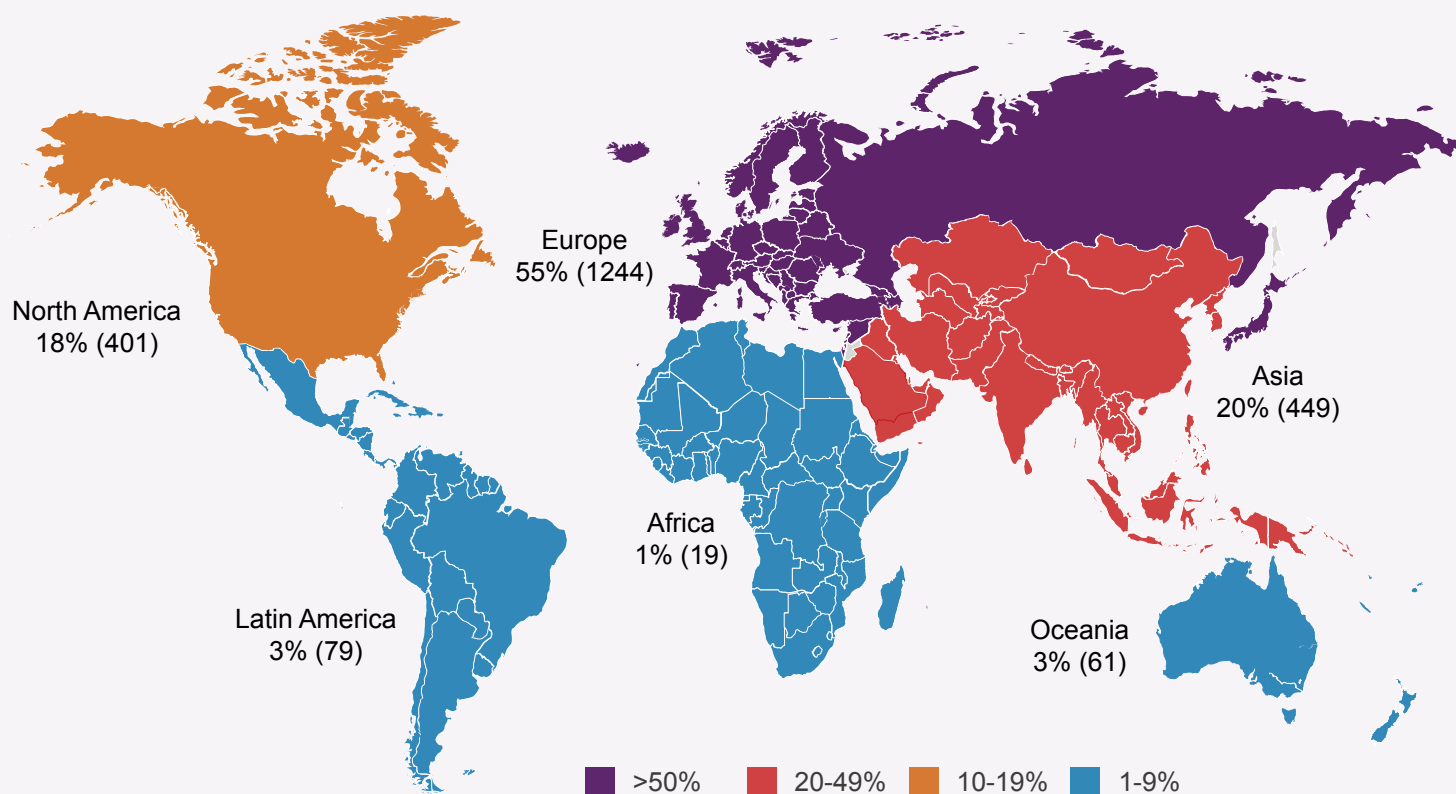 Europe
55% (1244)
North America
18% (401)
Asia
20% (449)
Africa
1% (19)
Latin America
3% (79)
Oceania
3% (61)
>50%
20-49%
10-19%
1-9%